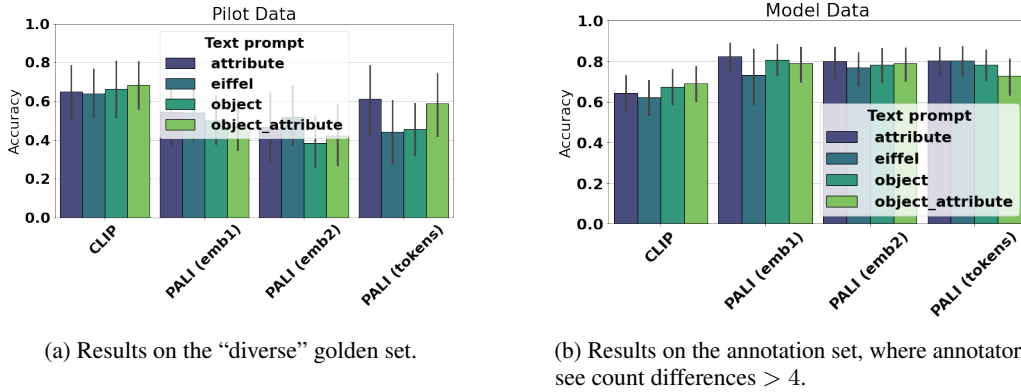 Pilot Data
Accuracy
1.0
0.8
0.6
0.4
0.2
0.0
Text prompt
attribute
eiffel
object
object_attribute
CLIP
PALI (emb1)
PALI (emb2)
PALI (tokens)
(a) Results on the “diverse” golden set.
Model Data
Accuracy
1.0
0.8
0.6
0.4
0.2
0.0
Text prompt
attribute
eiffel
object
object_attribute
CLIP
PALI (emb1)
PALI (emb2)
PALI (tokens)
(b) Results on the annotation set, where annotator
see count differences > 4.